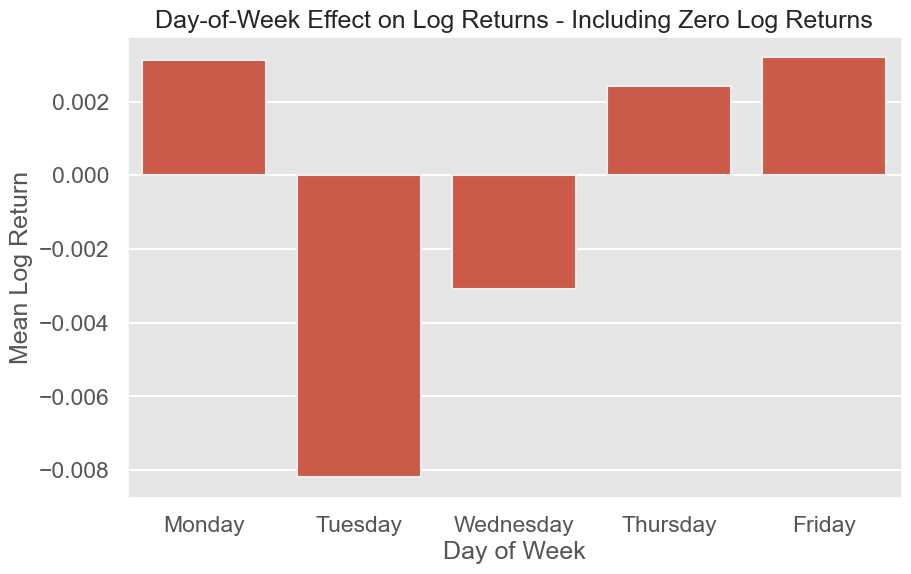 Day-of-Week Effect on Log Returns - Including Zero Log Returns
Mean Log Return
0.002
0.000
−0.002
−0.004
−0.006
−0.008
Monday Tuesday Wednesday Thursday Friday
Day of Week